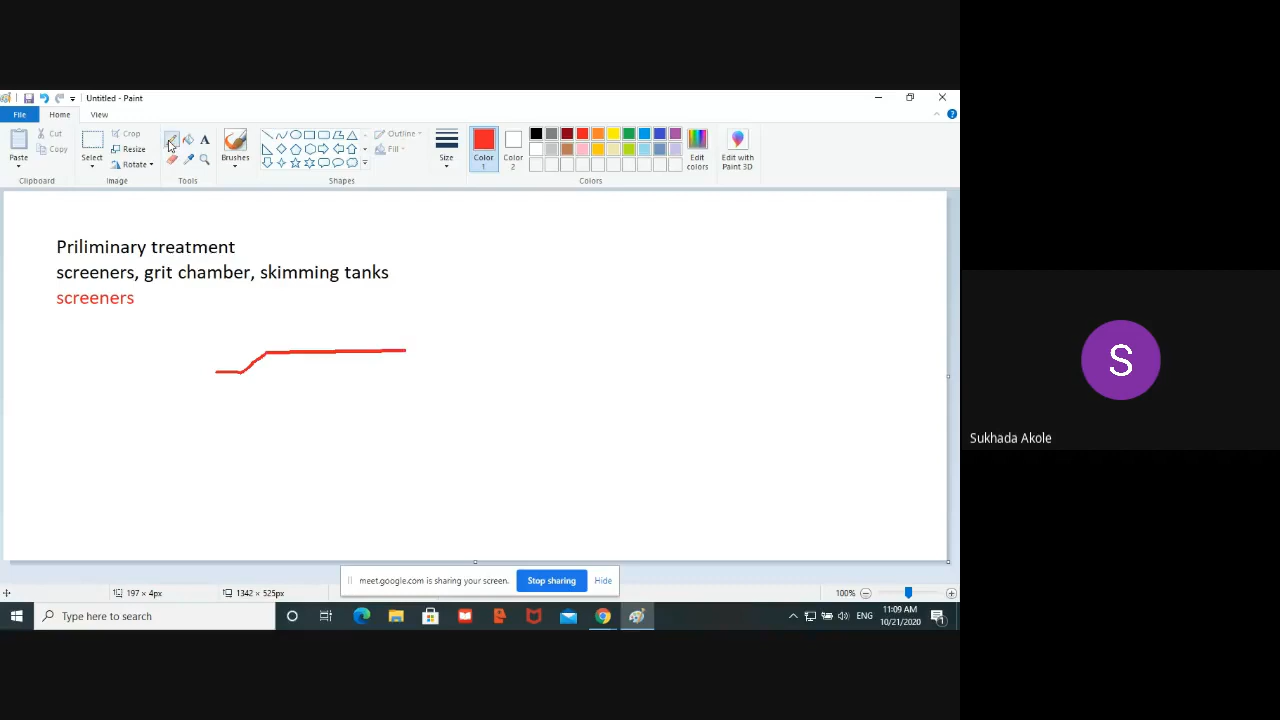 Untitled - Paint
File
Home
View
Paste
Cut
Copy
Clipboard
Select
Crop
Resize
Rotate
Image
A
Tools
Brushes
Outline
Fill
Shapes
Size
Color 1
Color 2
Edit colors
Colors
Edit with Paint 3D
Priliminary treatment
screeners, grit chamber, skimming tanks
screeners
S
Sukhada Akole
meet.google.com is sharing your screen.
Stop sharing
Hide
197 × 4px
1342 × 525px
100%
Type here to search
ENG
11:09 AM
10/21/2020
1